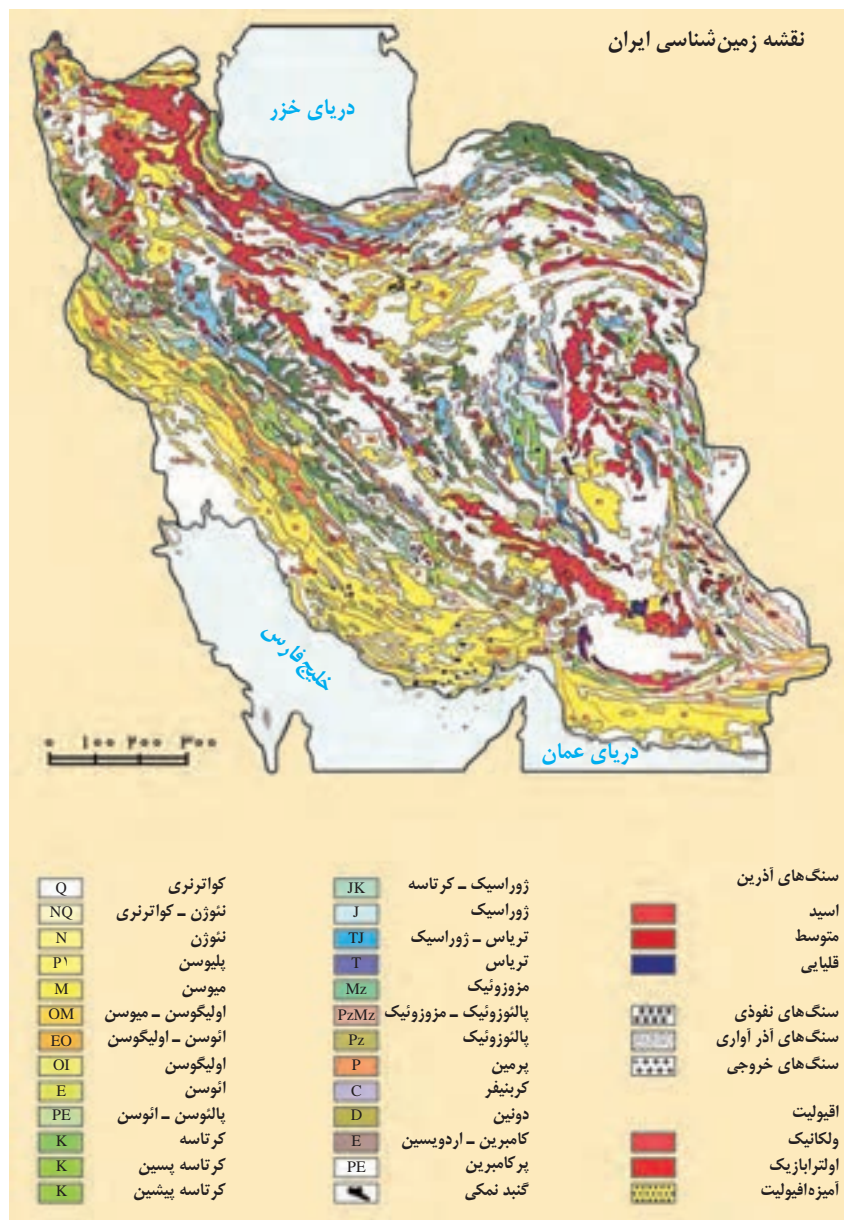 نقشه زمین‌شناسی ایران
دریای خزر
خلیج‌فارس
دریای عمان
۰ ۱۰۰ ۲۰۰ ۳۰۰
سنگ‌های آذرین
اسید
متوسط
قلیایی
سنگ‌های نفوذی
سنگ‌های آذر آواری
سنگ‌های خروجی
اقیولیت
ولکانیک
اولترابازیک
آمیزه‌افیولیت
ژوراسیک ـ کرتاسه JK
ژوراسیک J
تریاس ـ ژوراسیک TJ
تریاس T
مزوزوئیک Mz
پالئوزوئیک ـ مزوزوئیک PzMz
پالئوزوئیک Pz
پرمین P
کربنیفر C
دونین D
کامبرین ـ اردویسین E
پرکامبرین PE
گنبد نمکی
کواترنری Q
نئوژن ـ کواترنری NQ
نئوژن N
پلیوسن P۱
میوسن M
اولیگوسن ـ میوسن OM
ائوسن ـ اولیگوسن EO
اولیگوسن OI
ائوسن E
پالئوسن ـ ائوسن PE
کرتاسه K
کرتاسه پسین K
کرتاسه پیشین K